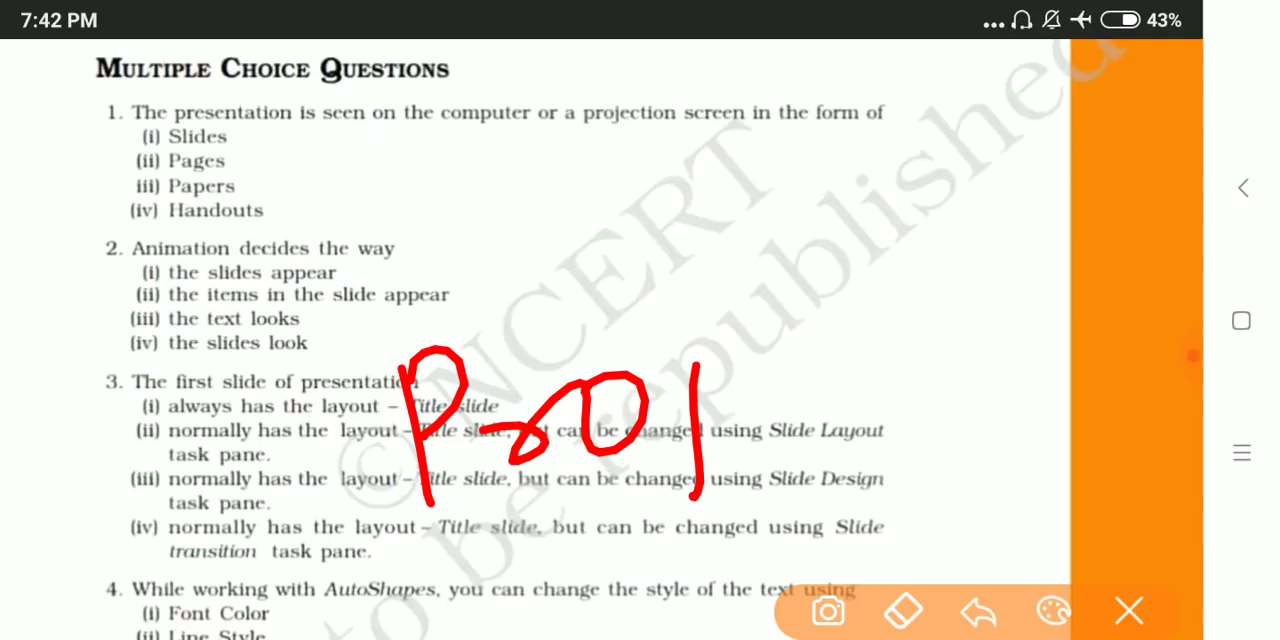 7:42 PM
43%
MULTIPLE CHOICE QUESTIONS
1. The presentation is seen on the computer or a projection screen in the form of
(i) Slides
(ii) Pages
iii) Papers
(iv) Handouts
2. Animation decides the way
(i) the slides appear
(ii) the items in the slide appear
(iii) the text looks
(iv) the slides look
3. The first slide of presentation
(i) always has the layout – Title slide
(ii) normally has the layout – Title slide, but can be changed using Slide Layout
task pane.
(iii) normally has the layout – Title slide, but can be changed using Slide Design
task pane.
(iv) normally has the layout – Title slide, but can be changed using Slide
transition task pane.
4. While working with AutoShapes, you can change the style of the text using
(i) Font Color
(ii) Line Style
© NCERT
to be republished